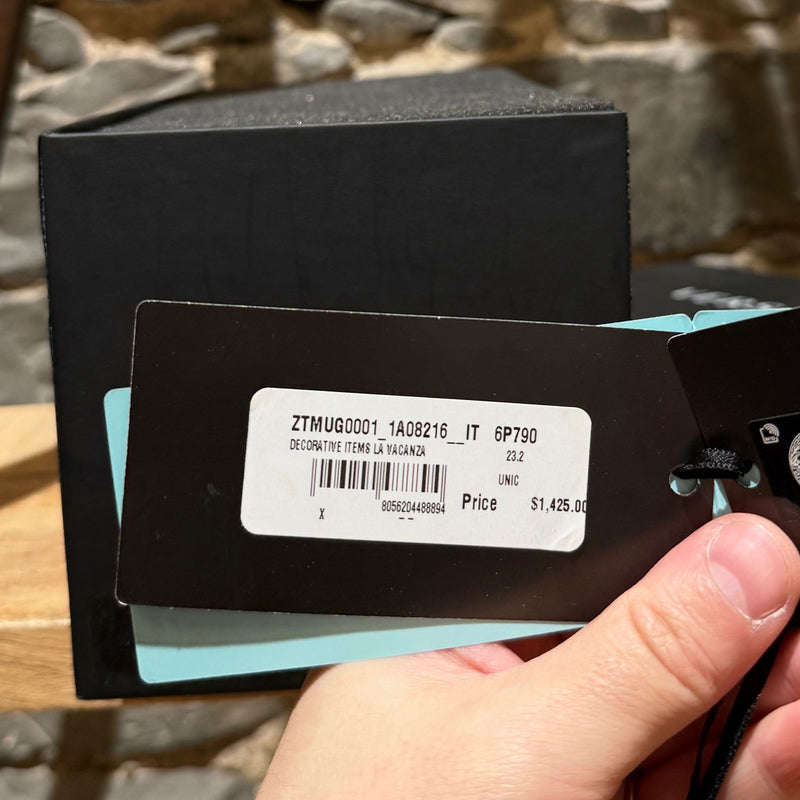 ZTMUG0001_1A08216__IT 6P790
DECORATIVE ITEMS LA VACANZA
23.2
UNIC
8056204488894
Price $1,425.00
X